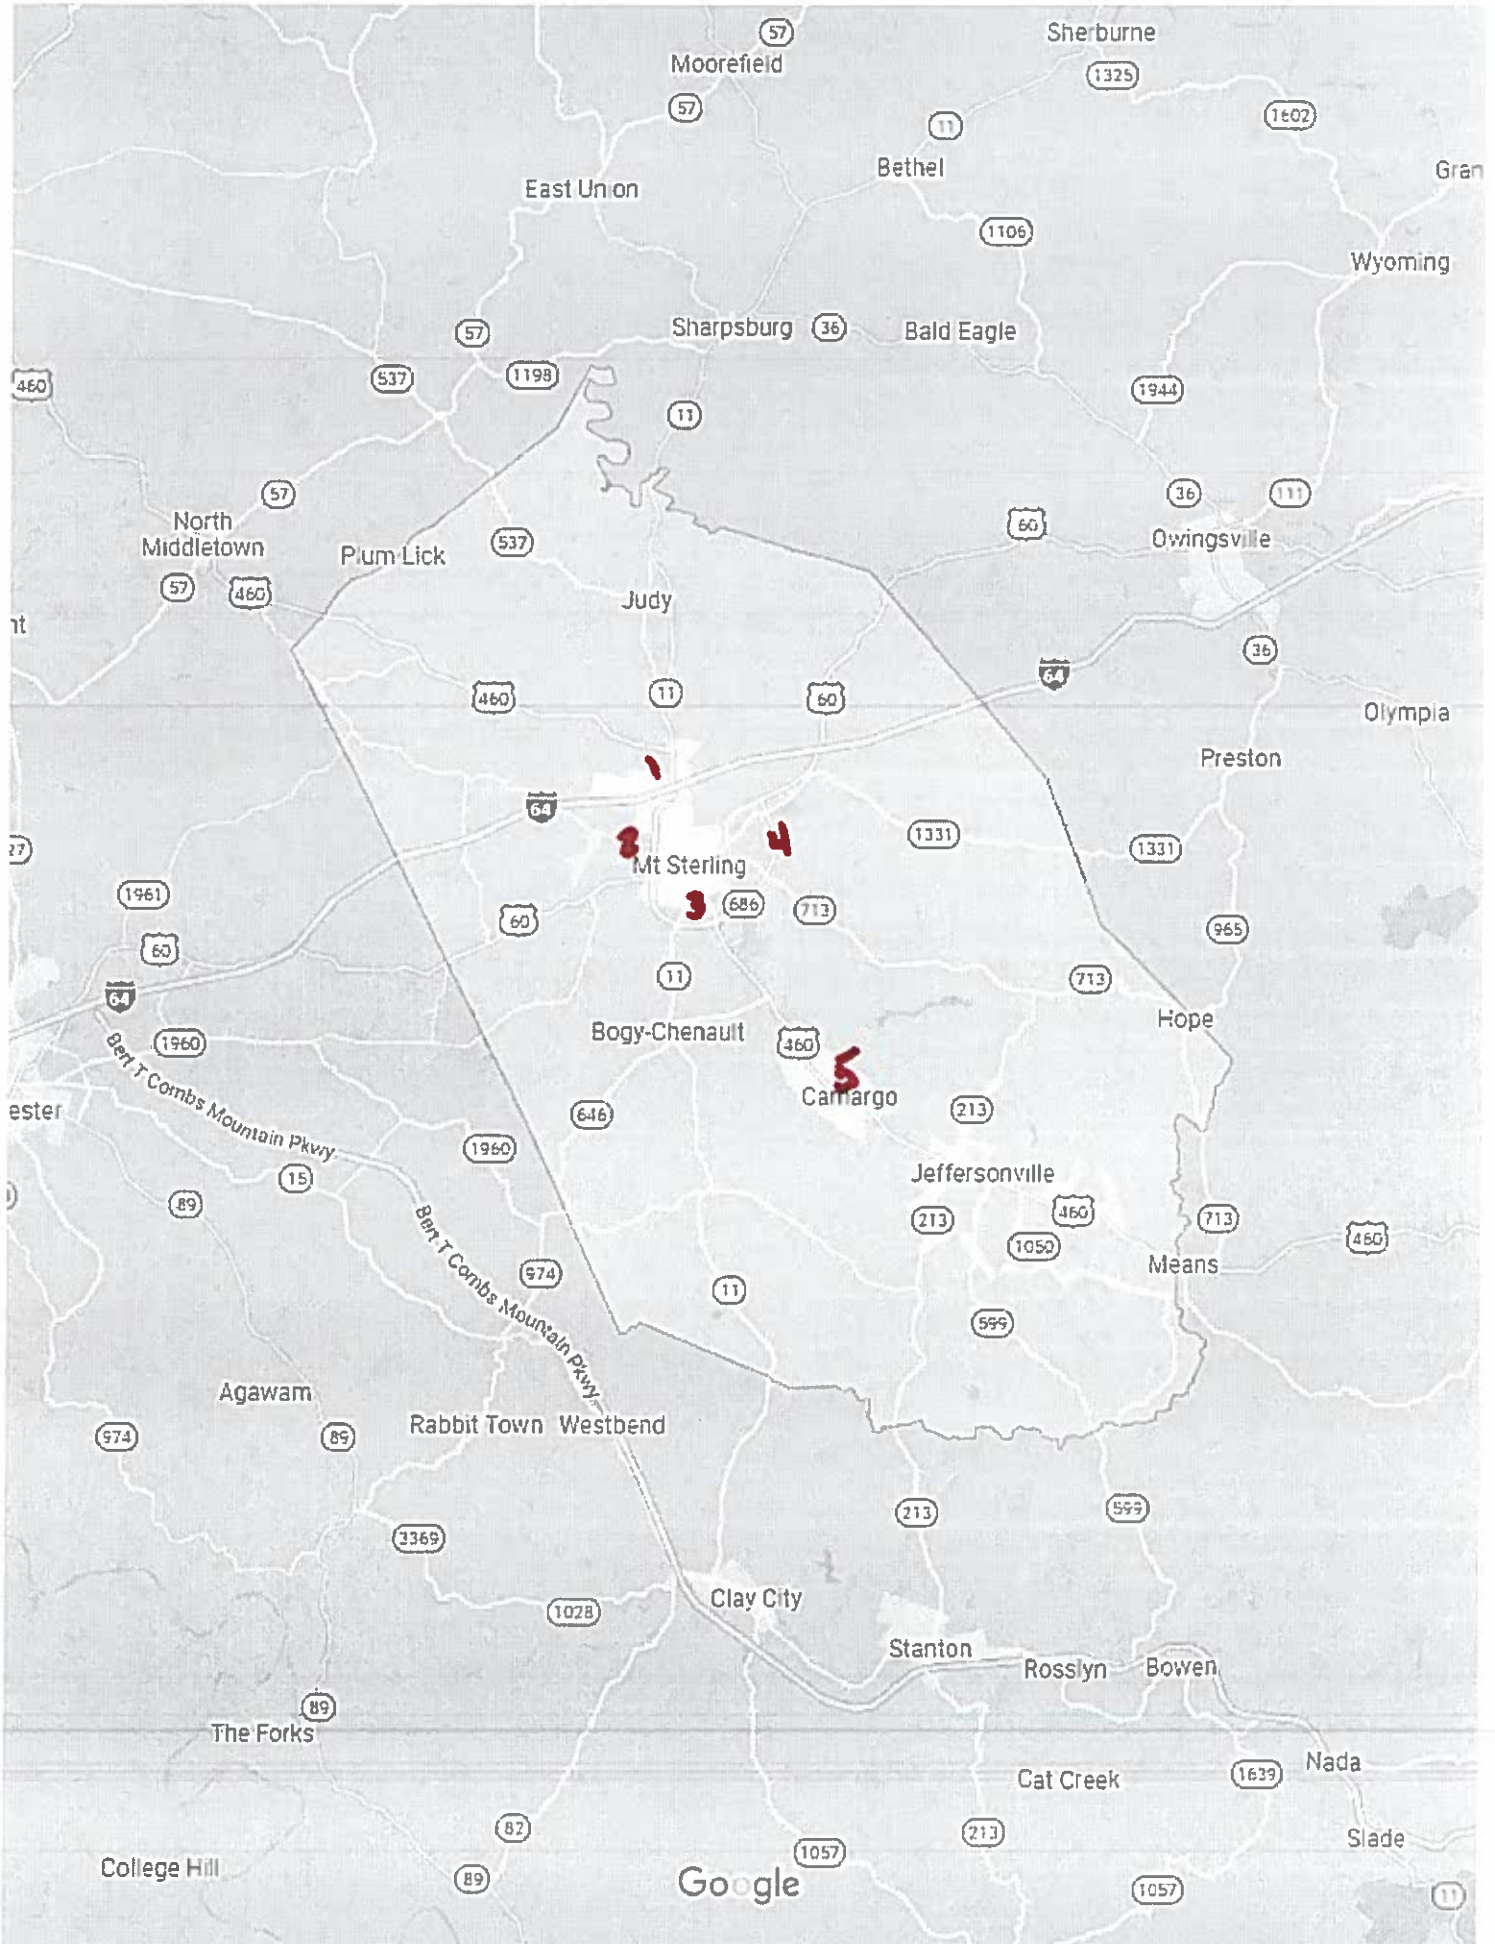 57
Sherburne
Moorefield
1325
57
1602
11
Bethel
East Union
1106
Wyoming
57
Sharpsburg
36
Bald Eagle
537
1198
460
1944
11
57
36
111
North
Middletown
60
Owingsville
Plum Lick
537
57
460
Judy
36
64
460
11
60
Olympia
1
Preston
64
2
4
1331
1331
27
Mt Sterling
1961
3
686
713
60
965
60
11
713
64
Hope
Bogy-Chenault
1960
460
5
Bert T Combs Mountain Pkwy
Camargo
ester
646
213
1960
15
Jeffersonville
89
213
460
713
Bert T Combs Mountain Pkwy
1050
460
Means
974
11
599
Agawam
Rabbit Town
Westbend
974
89
213
599
3369
Clay City
1028
Stanton
Rosslyn
Bowen
89
The Forks
Nada
Cat Creek
1639
82
213
Slade
1057
College Hill
89
Google
1057
11